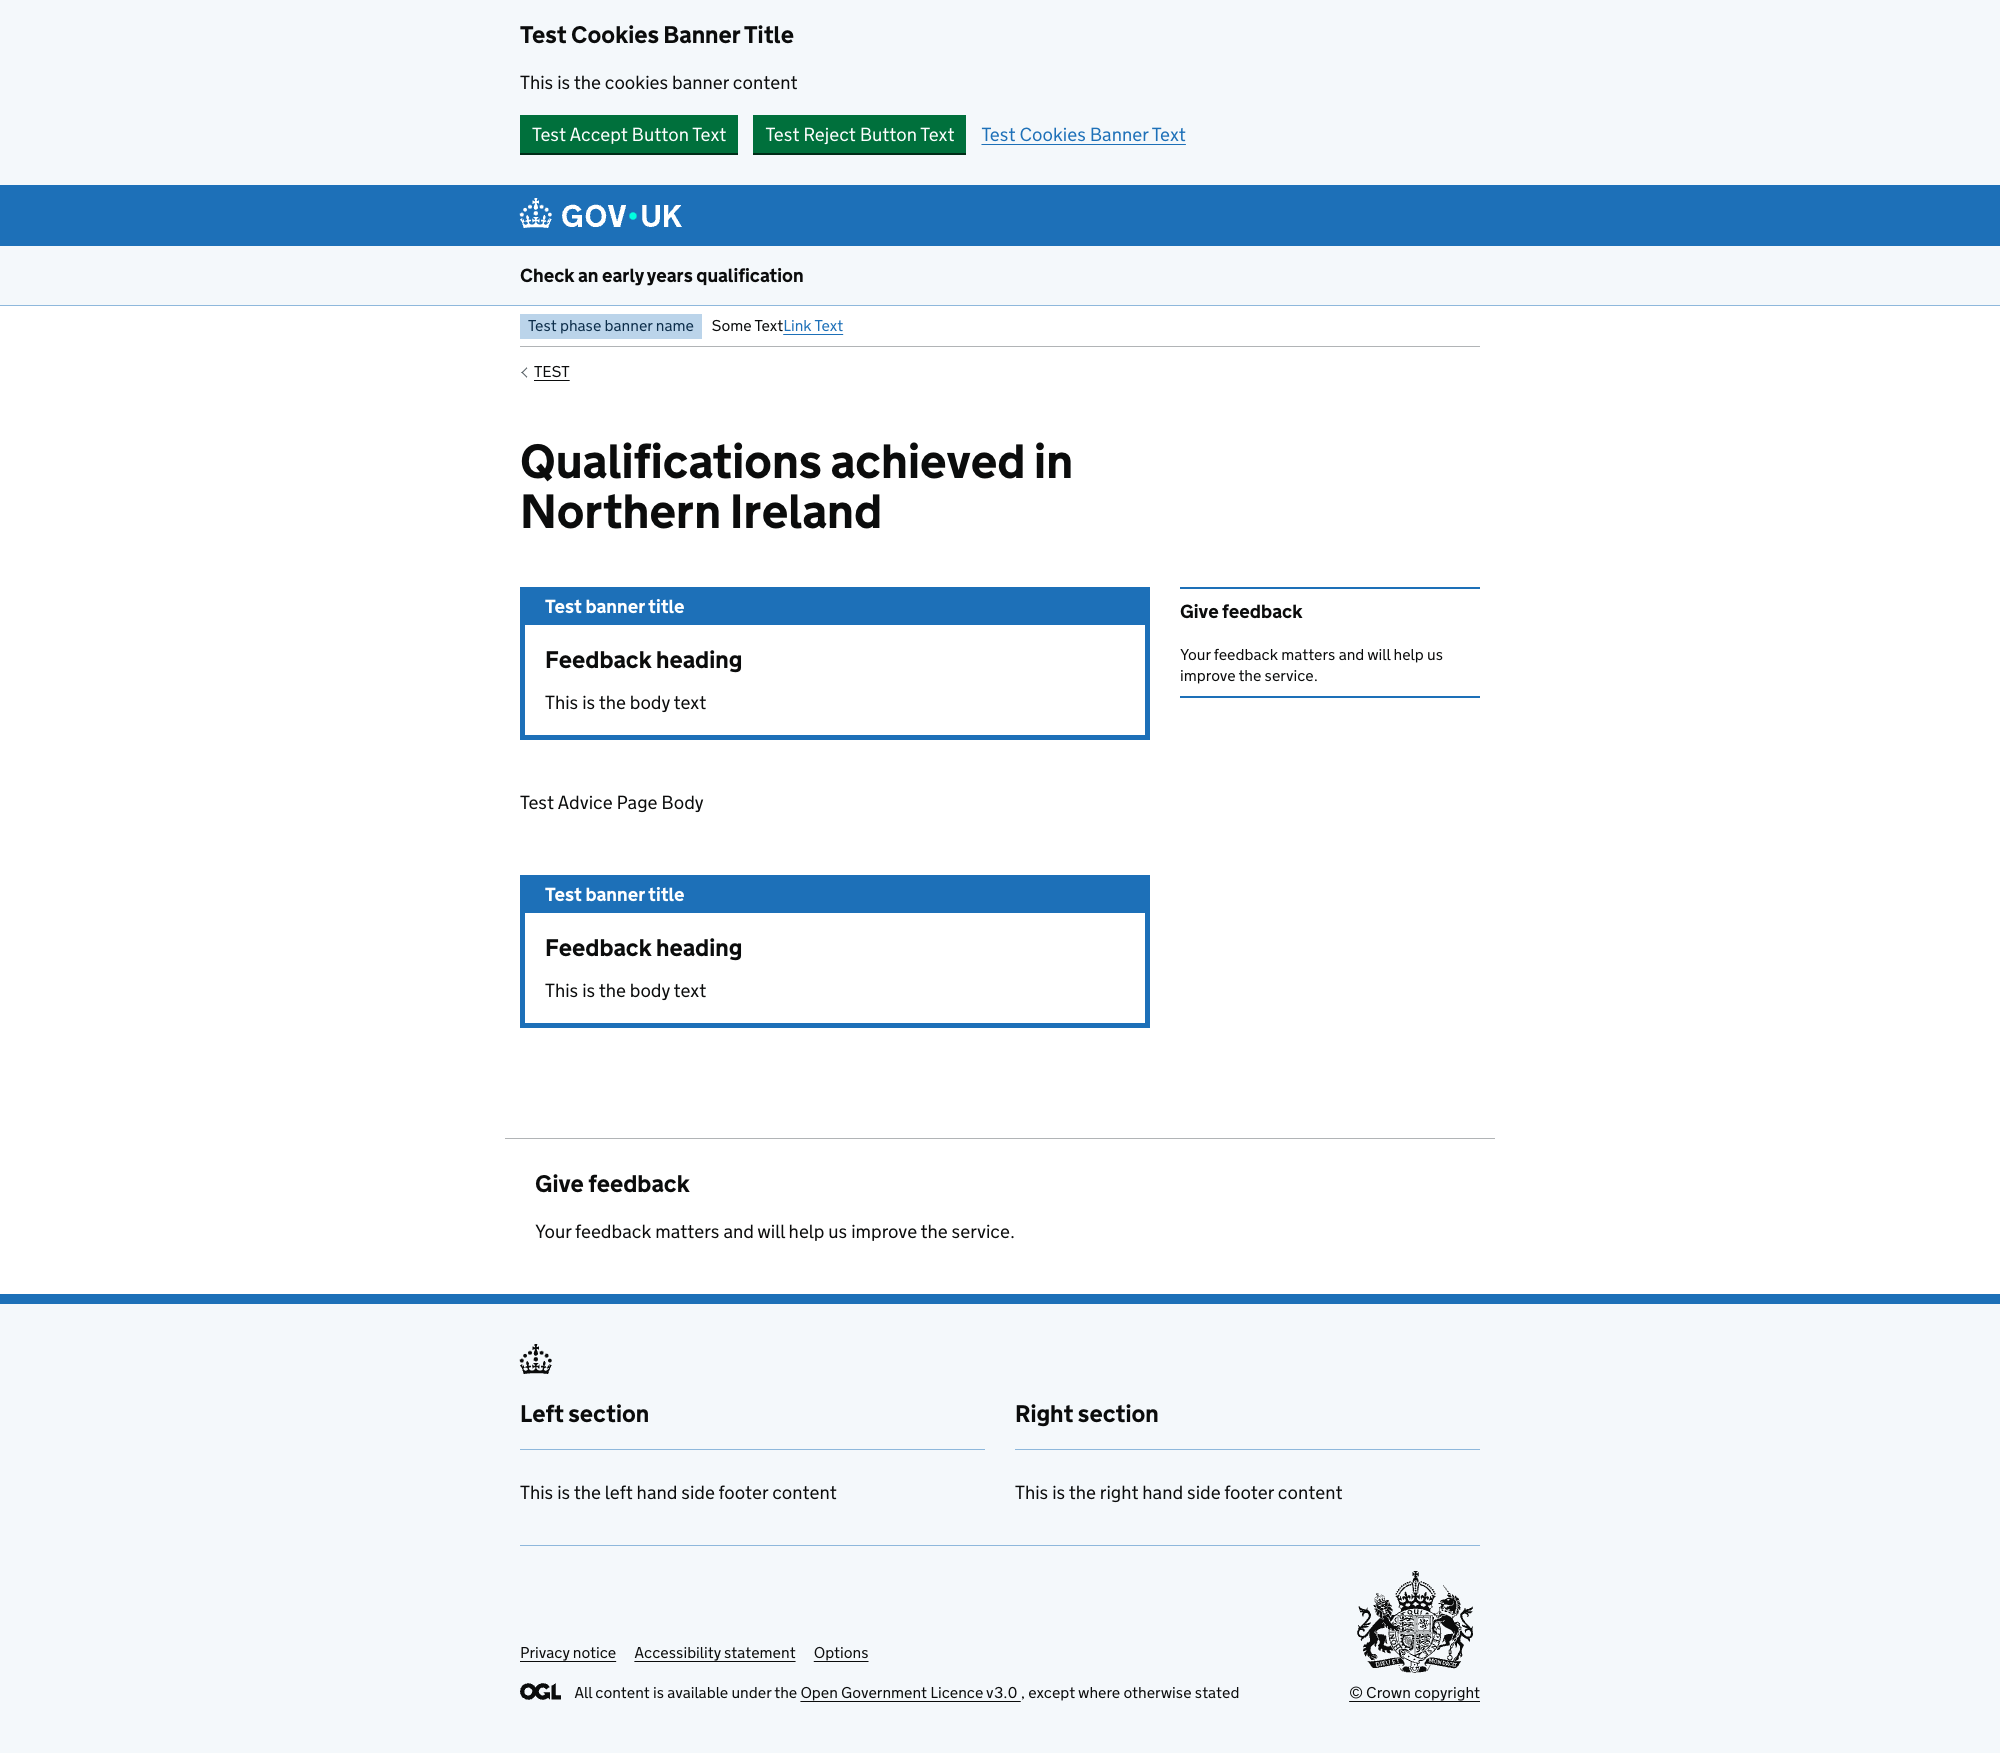 Test Cookies Banner Title
This is the cookies banner content
Test Accept Button Text
Test Reject Button Text
Test Cookies Banner Text
GOV·UK
Check an early years qualification
Test phase banner name
Some TextLink Text
TEST
Qualifications achieved in
Northern Ireland
Test banner title
Feedback heading
This is the body text
Give feedback
Your feedback matters and will help us
improve the service.
Test Advice Page Body
Test banner title
Feedback heading
This is the body text
Give feedback
Your feedback matters and will help us improve the service.
Left section
This is the left hand side footer content
Right section
This is the right hand side footer content
Privacy notice
Accessibility statement
Options
OGL
All content is available under the Open Government Licence v3.0 , except where otherwise stated
© Crown copyright